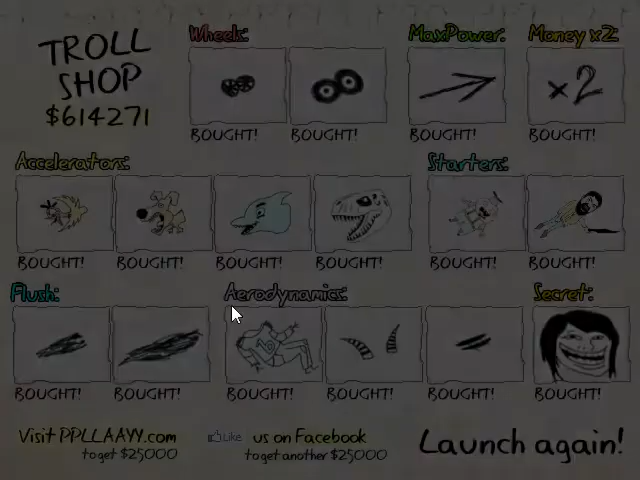 TROLL
SHOP
$614271
Wheels:
MaxPower:
Money x2:
x2
BOUGHT!
BOUGHT!
BOUGHT!
BOUGHT!
Accelerators:
Starters:
BOUGHT!
BOUGHT!
BOUGHT!
BOUGHT!
BOUGHT!
BOUGHT!
Flush:
Aerodynamics:
Secret:
BOUGHT!
BOUGHT!
BOUGHT!
BOUGHT!
BOUGHT!
BOUGHT!
Visit PPLLAAYY.com
to get $25000
Like us on Facebook
to get another $25000
Launch again!